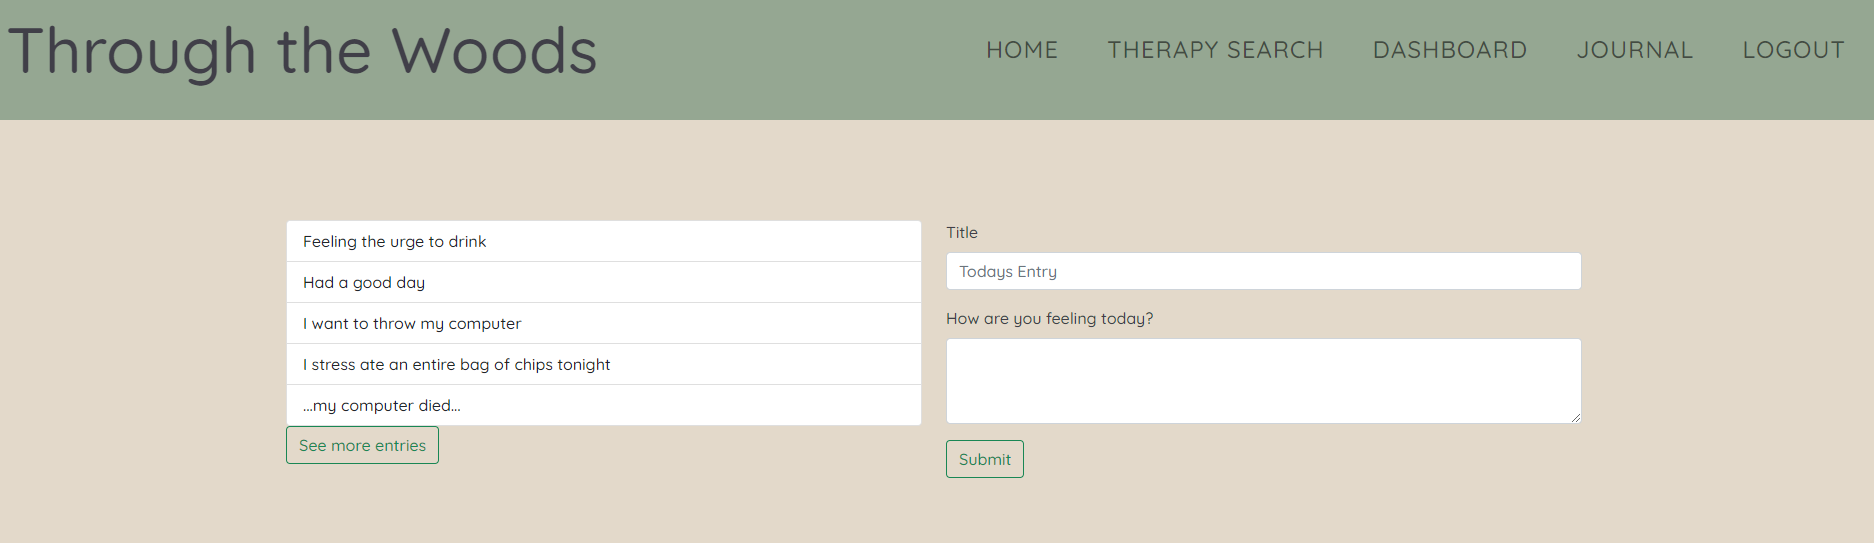 Through the Woods
HOME THERAPY SEARCH DASHBOARD JOURNAL LOGOUT
Feeling the urge to drink
Had a good day
I want to throw my computer
I stress ate an entire bag of chips tonight
...my computer died...
See more entries
Title
Todays Entry
How are you feeling today?
Submit